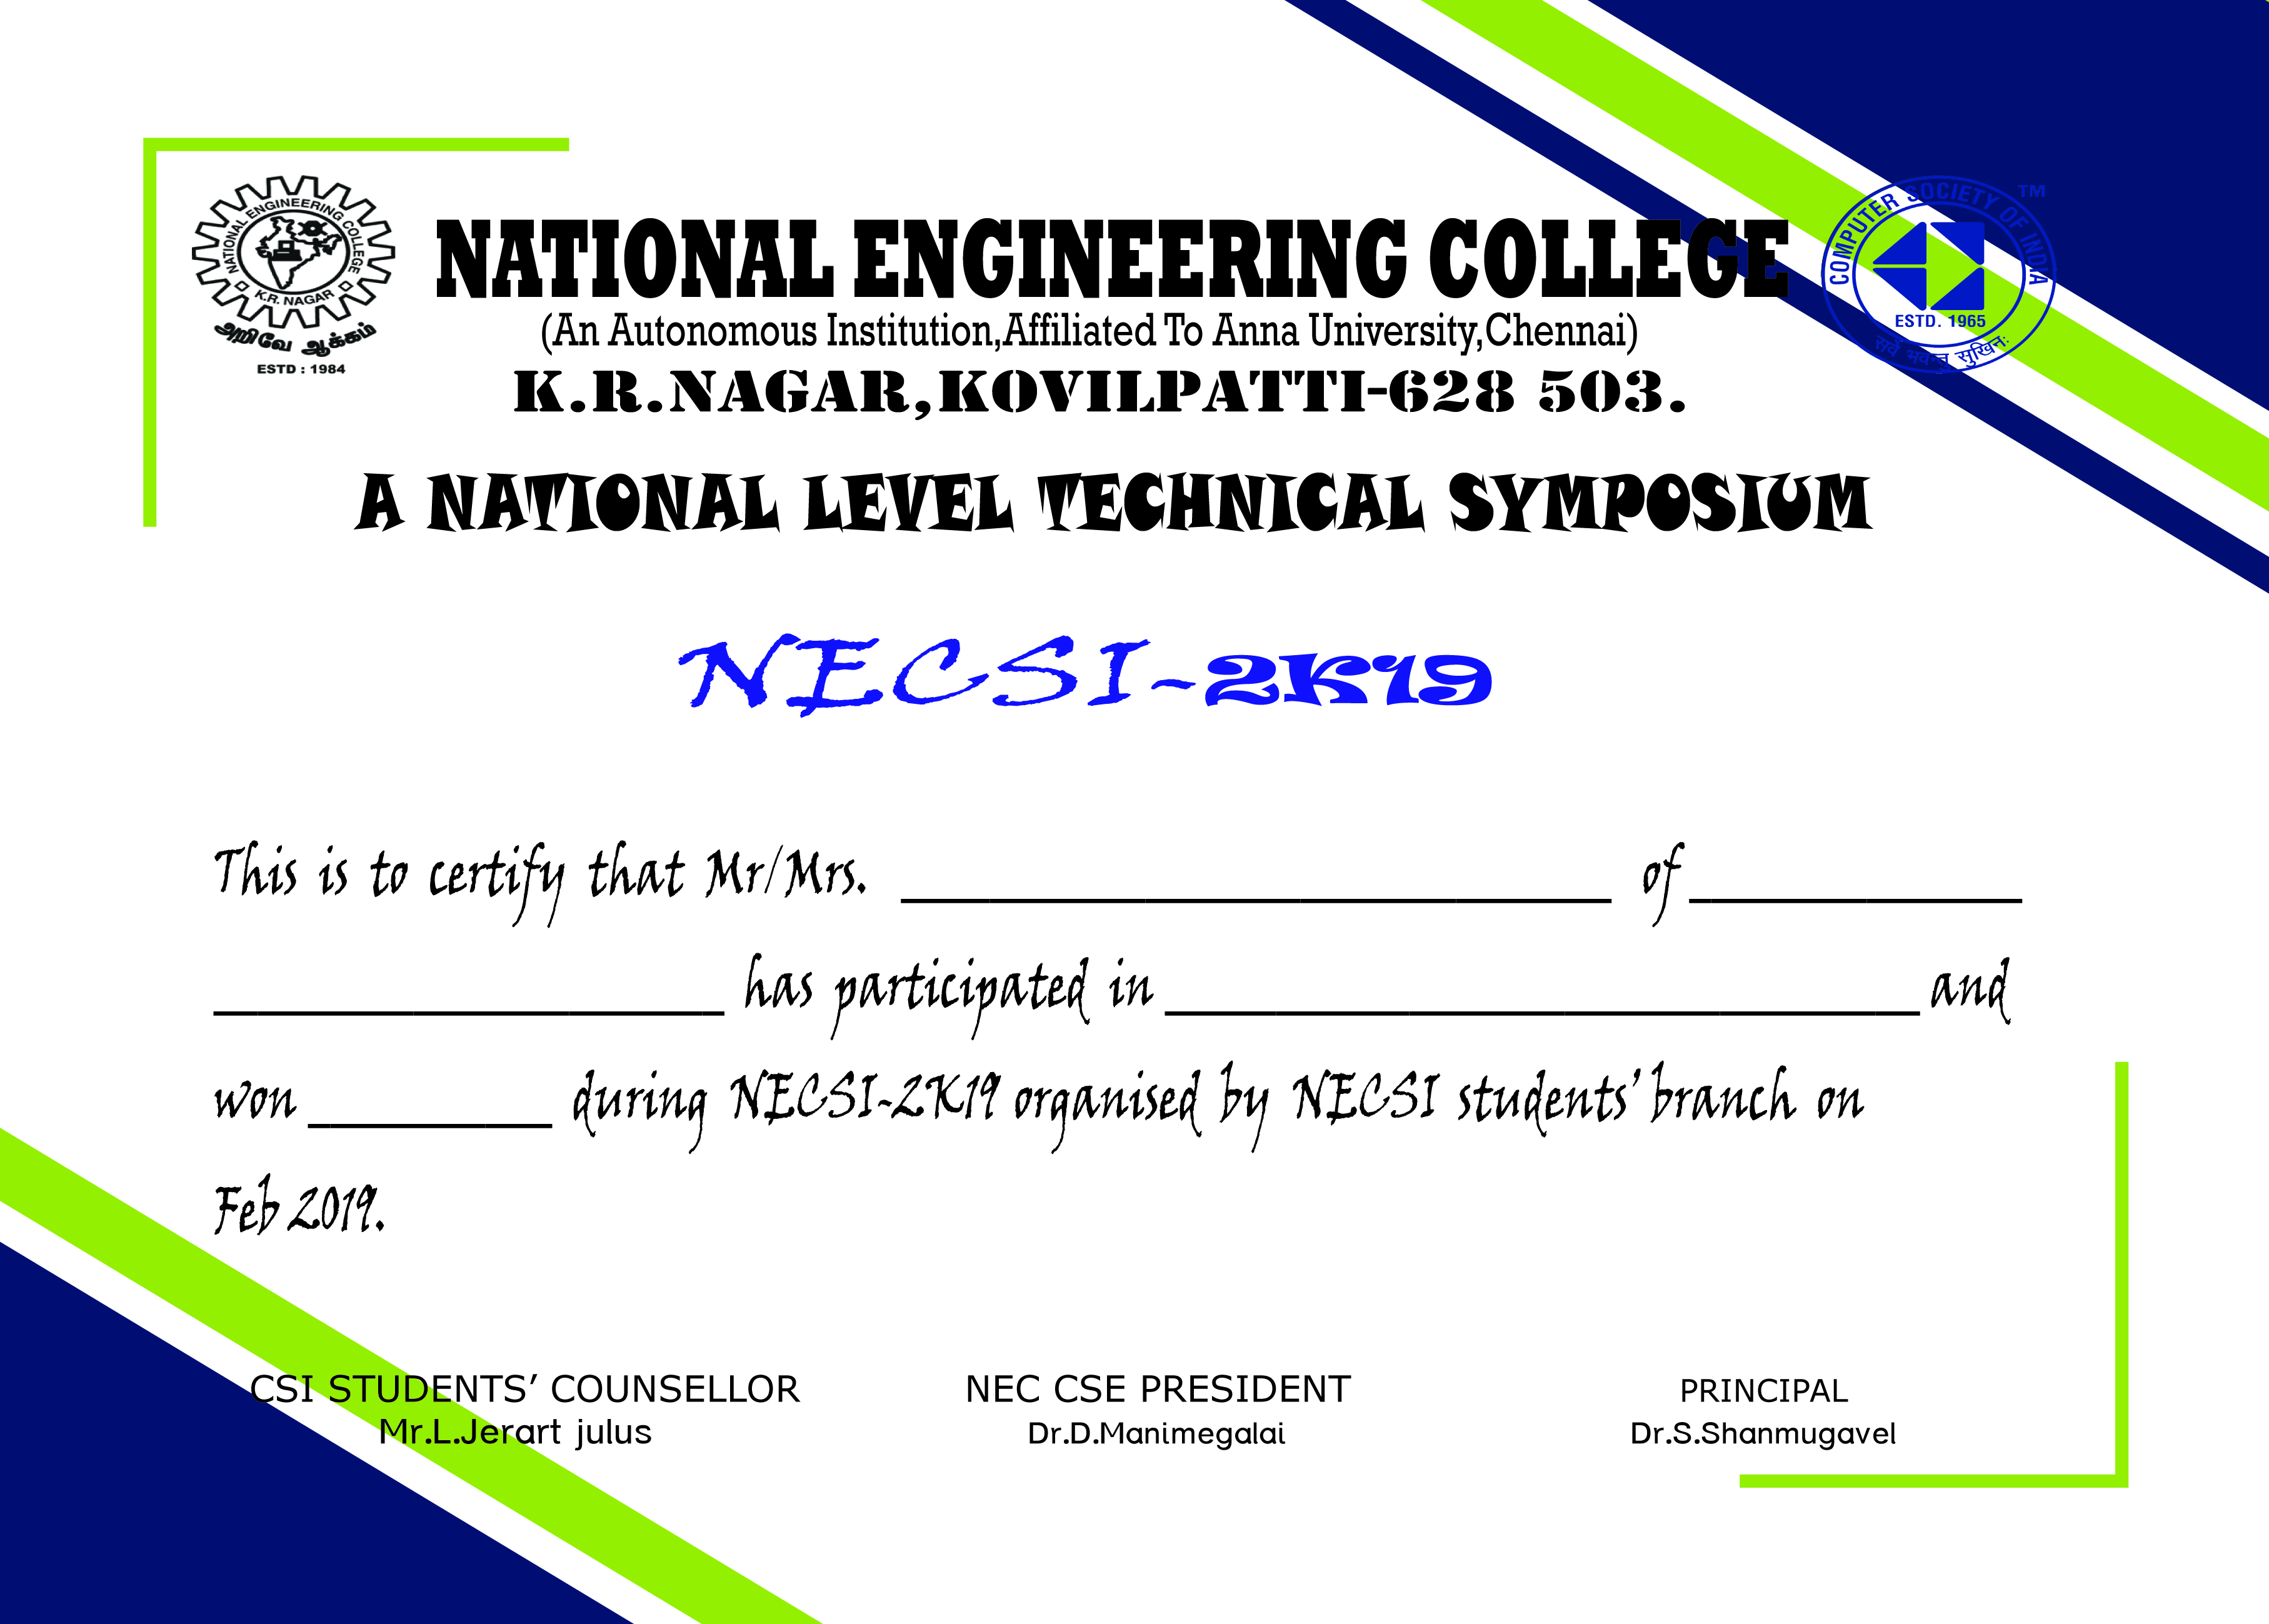 NATIONAL ENGINEERING COLLEGE
K.R. NAGAR
அறிவே ஆக்கம்
ESTD : 1984
NATIONAL ENGINEERING COLLEGE
(An Autonomous Institution,Affiliated To Anna University,Chennai)
K.R.NAGAR,KOVILPATTI-628 503.
COMPUTER SOCIETY OF INDIA
TM
ESTD. 1965
सर्वे भवन्तु सुखिनः
A NATIONAL LEVEL TECHNICAL SYMPOSIUM
NECSI-2K19
This is to certify that Mr/Mrs. ____________________ of __________
______________ has participated in ____________________ and
won ________ during NECSI-2K19 organised by NECSI students' branch on
Feb 2019.
CSI STUDENTS’ COUNSELLOR
Mr.L.Jerart julus
NEC CSE PRESIDENT
Dr.D.Manimegalai
PRINCIPAL
Dr.S.Shanmugavel